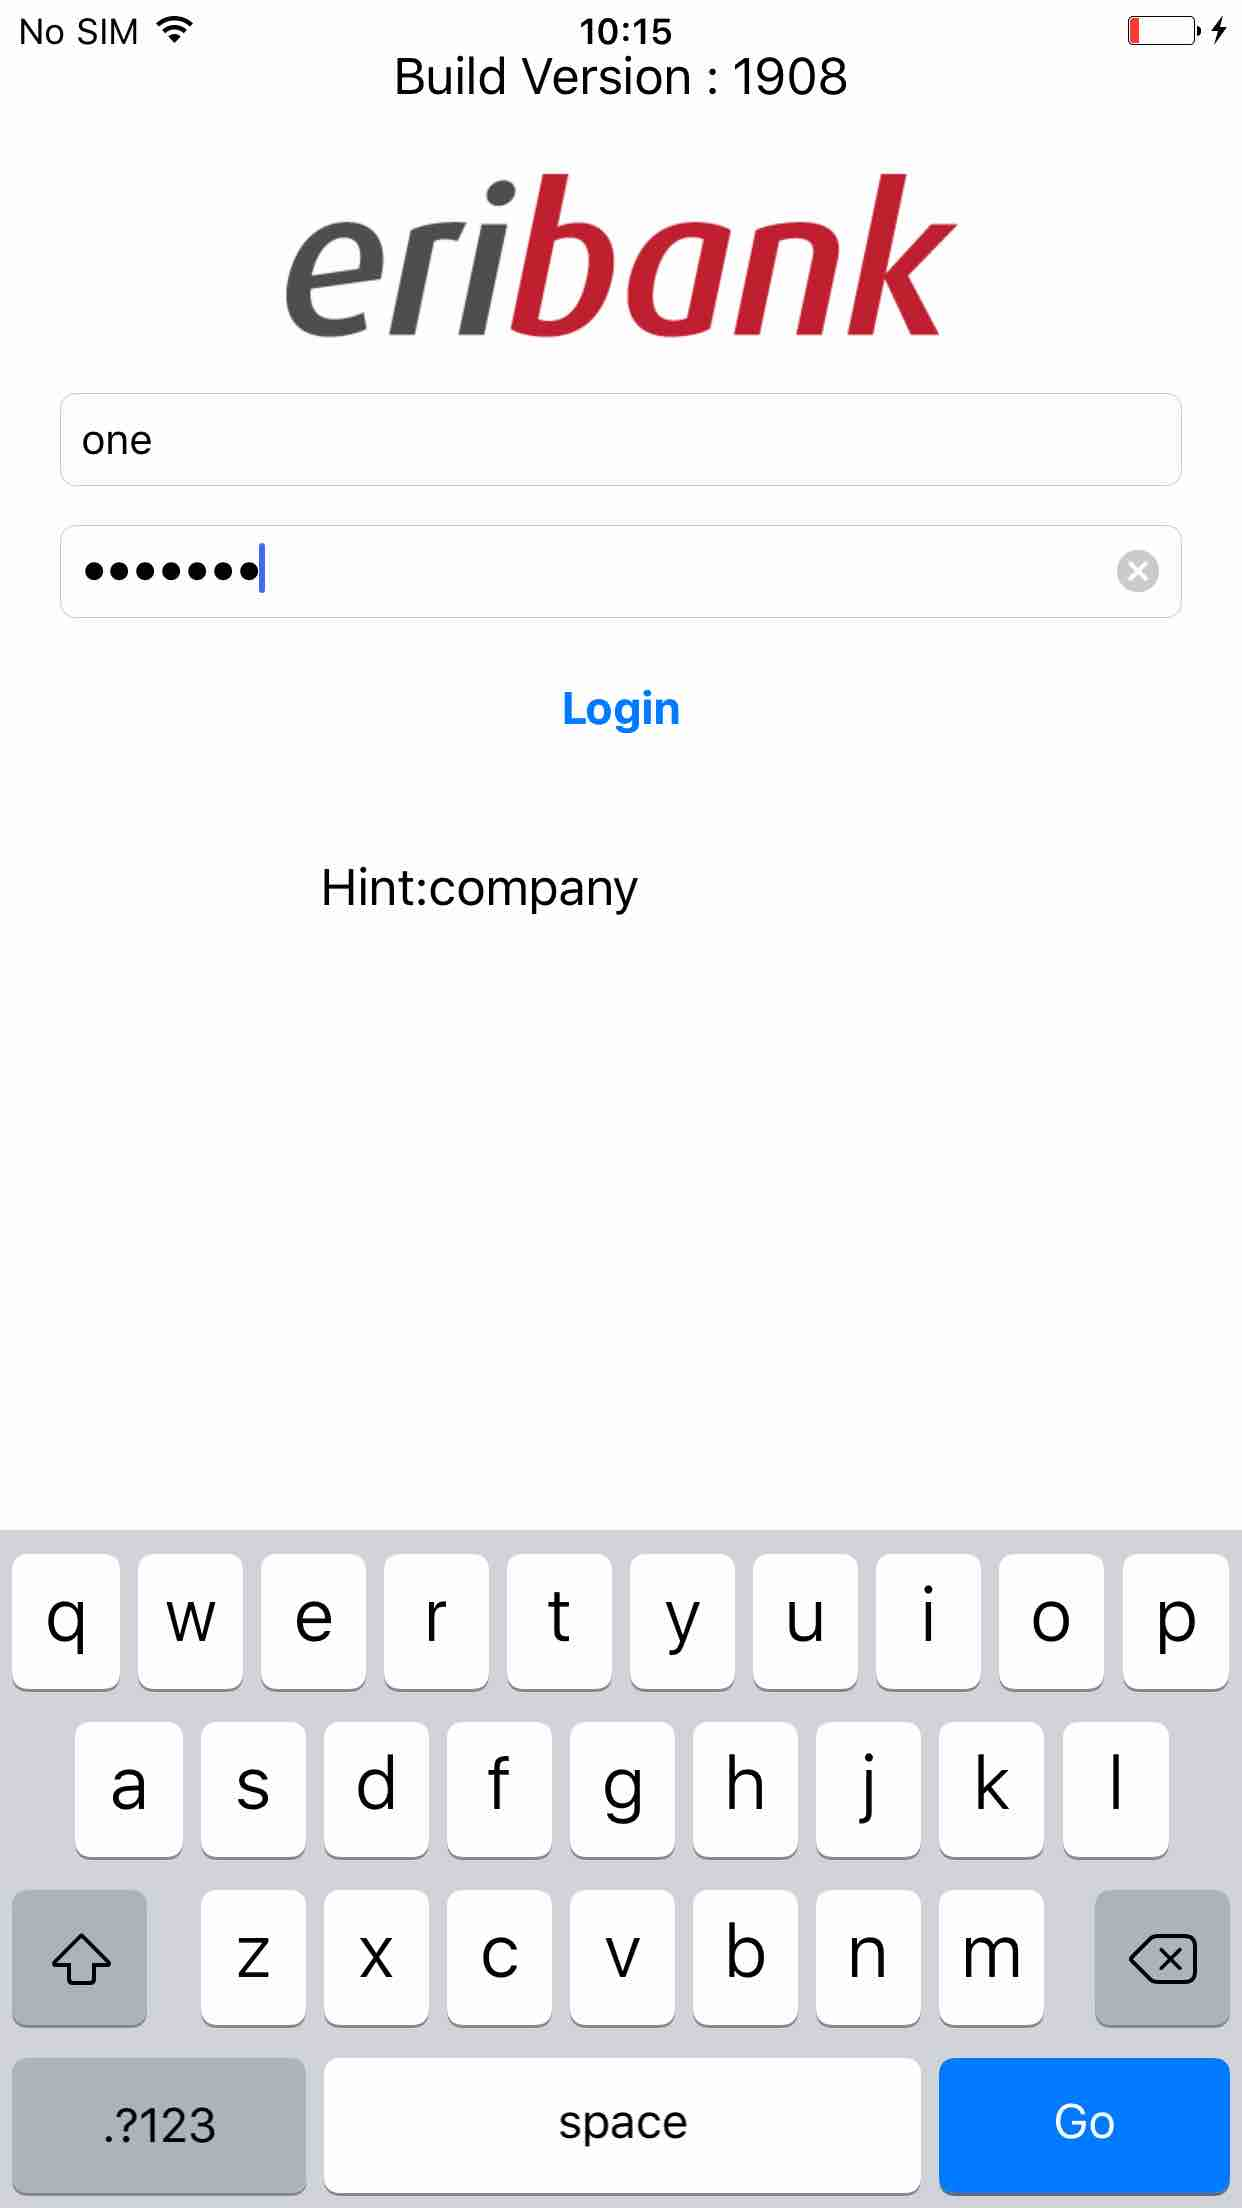 No SIM 10:15
Build Version : 1908
eribank
one
•••••••
Login
Hint:company
q w e r t y u i o p
a s d f g h j k l
z x c v b n m
.?123 space Go